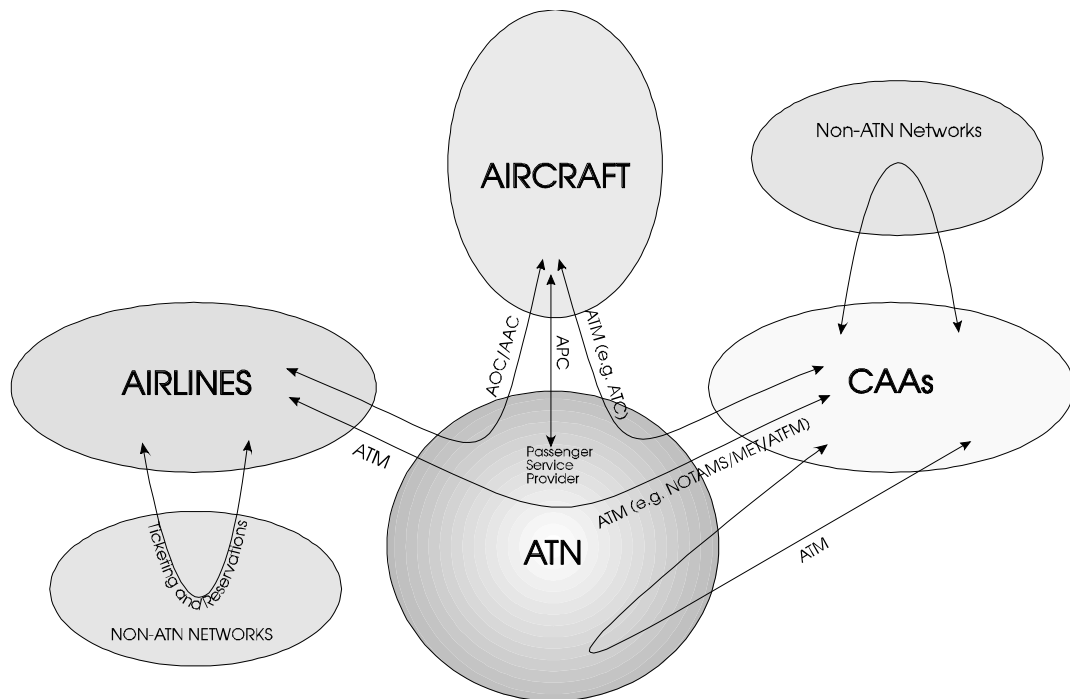 Non-ATN Networks
AIRCRAFT
AOC/AAC
APC
ATM (e.g. ATC)
AIRLINES
CAAs
ATM
Passenger
Service
Provider
ATM (e.g. NOTAMS/MET/ATFM)
ATN
ATM
Ticketing and/Reservations
NON-ATN NETWORKS